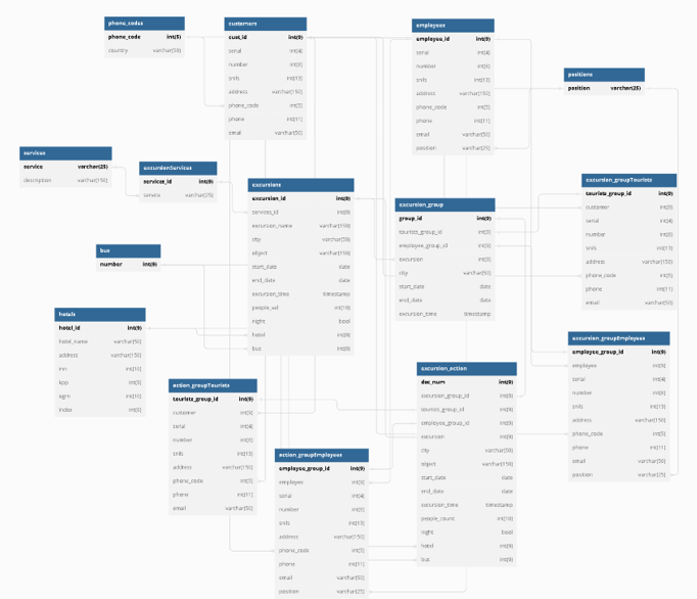 phone_codes
phone_code int(5)
country varchar(50)
customers
cust_id int(9)
serial int(4)
number int(6)
snils int(13)
address varchar(150)
phone_code int(5)
phone int(11)
email varchar(50)
employees
employee_id int(9)
serial int(4)
number int(6)
snils int(13)
address varchar(150)
phone_code int(5)
phone int(11)
email varchar(50)
position varchar(25)
positions
position varchar(25)
services
service varchar(25)
description varchar(150)
excursionServices
services_id int(9)
service varchar(25)
excursions
excursion_id int(9)
services_id int(9)
excursion_name varchar(150)
city varchar(50)
object varchar(150)
start_date date
end_date date
excursion_time timestamp
people_val int(10)
night bool
hotel int(9)
bus int(9)
excursion_group
group_id int(9)
tourists_group_id int(9)
employee_group_id int(9)
excursion int(9)
city varchar(50)
start_date date
end_date date
excursion_time timestamp
excursion_groupTourists
tourists_group_id int(9)
customer int(9)
serial int(4)
number int(6)
snils int(13)
address varchar(150)
phone_code int(5)
phone int(11)
email varchar(50)
bus
number int(9)
hotels
hotel_id int(9)
hotel_name varchar(50)
address varchar(150)
inn int(10)
kpp
ogrn
index
excursion_groupEmployees
employee_group_id int(9)
employee int(9)
serial int(4)
number int(6)
snils int(13)
address varchar(150)
phone_code int(5)
phone int(11)
email varchar(50)
position varchar(25)
action_groupTourists
tourists_group_id int(9)
customer int(9)
serial int(4)
number int(6)
snils int(13)
address varchar(150)
phone_code int(5)
phone int(11)
email varchar(50)
excursion_action
doc_num int(9)
excursion_group_id int(9)
tourists_group_id int(9)
employee_group_id int(9)
excursion int(9)
city varchar(50)
object varchar(150)
start_date date
end_date date
excursion_time timestamp
people_count int(10)
night bool
hotel int(9)
bus int(9)
action_groupEmployees
employee_group_id int(9)
employee int(9)
serial int(4)
number int(6)
snils int(13)
address varchar(150)
phone_code int(5)
phone int(11)
email varchar(50)
position varchar(25)